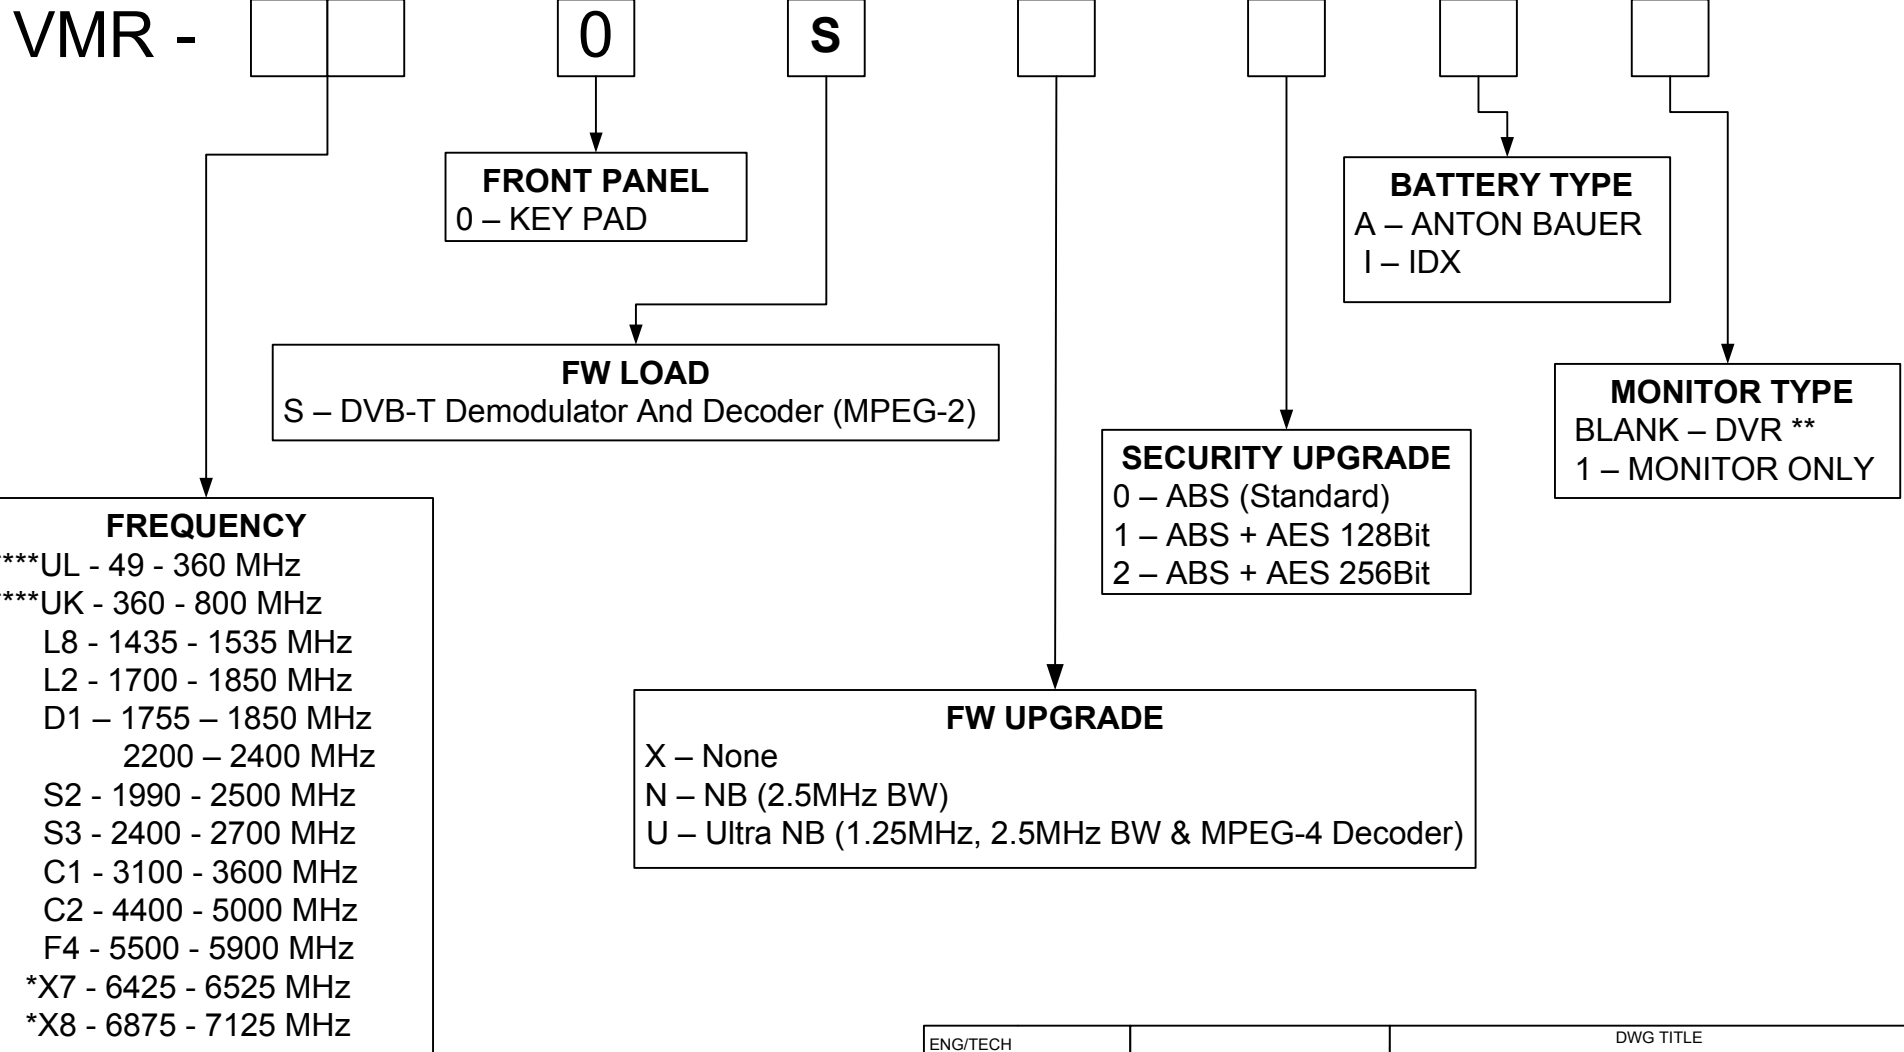 VMR - 0 S
FRONT PANEL
0 – KEY PAD
BATTERY TYPE
A – ANTON BAUER
I – IDX
FW LOAD
S – DVB-T Demodulator And Decoder (MPEG-2)
MONITOR TYPE
BLANK – DVR **
1 – MONITOR ONLY
SECURITY UPGRADE
0 – ABS (Standard)
1 – ABS + AES 128Bit
2 – ABS + AES 256Bit
FREQUENCY
****UL - 49 - 360 MHz
****UK - 360 - 800 MHz
L8 - 1435 - 1535 MHz
L2 - 1700 - 1850 MHz
D1 – 1755 – 1850 MHz
2200 – 2400 MHz
S2 - 1990 - 2500 MHz
S3 - 2400 - 2700 MHz
C1 - 3100 - 3600 MHz
C2 - 4400 - 5000 MHz
F4 - 5500 - 5900 MHz
*X7 - 6425 - 6525 MHz
*X8 - 6875 - 7125 MHz
FW UPGRADE
X – None
N – NB (2.5MHz BW)
U – Ultra NB (1.25MHz, 2.5MHz BW & MPEG-4 Decoder)
ENG/TECH
DWG TITLE